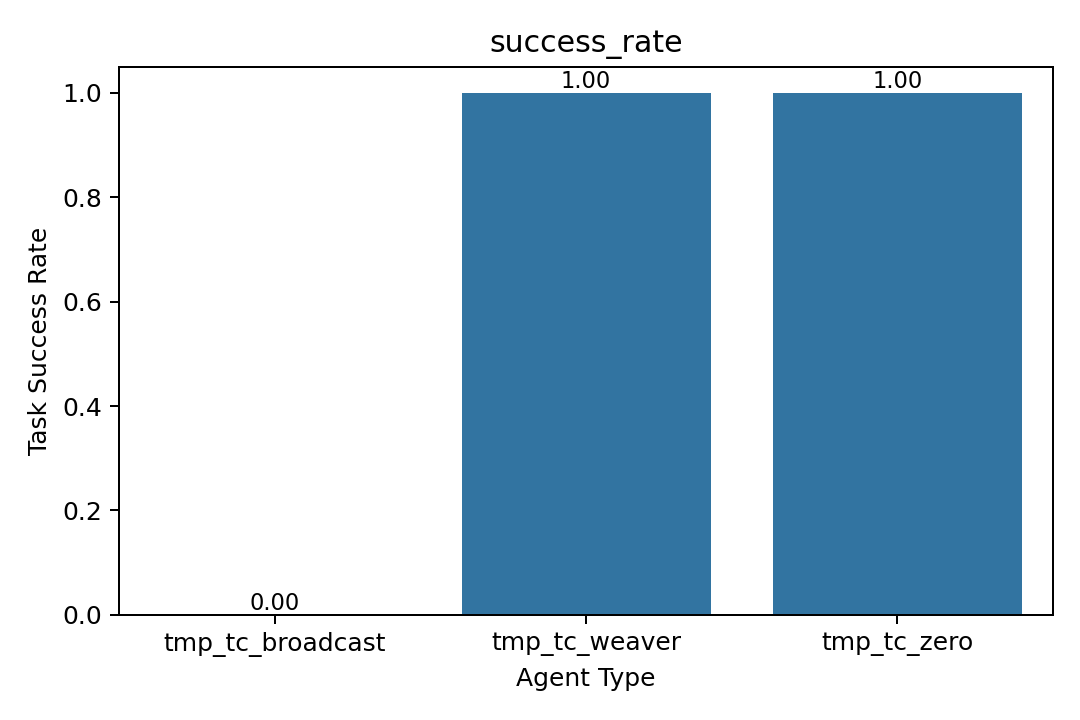 success_rate
1.00 1.00
1.0
0.8
0.6
0.4
0.2
0.0
0.00
Task Success Rate
tmp_tc_broadcast tmp_tc_weaver tmp_tc_zero
Agent Type